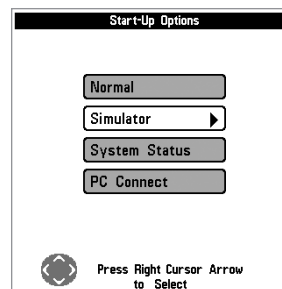 Start-Up Options
Normal
Simulator
System Status
PC Connect
Press Right Cursor Arrow
to Select